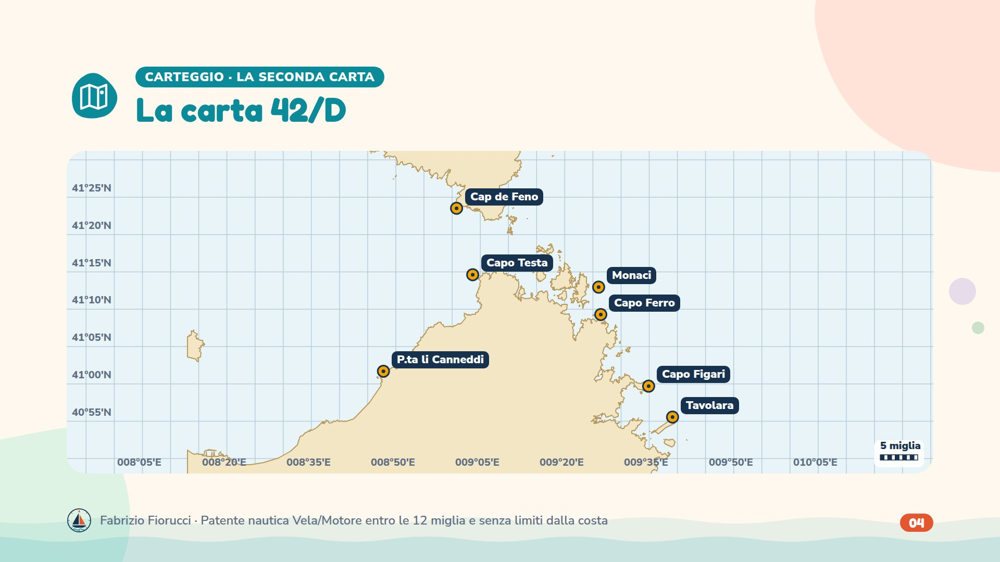 CARTEGGIO · LA SECONDA CARTA
La carta 42/D
41°25'N
Cap de Feno
41°20'N
41°15'N
Capo Testa
Monaci
41°10'N
Capo Ferro
41°05'N
P.ta li Canneddi
41°00'N
Capo Figari
40°55'N
Tavolara
5 miglia
008°05'E
008°20'E
008°35'E
008°50'E
009°05'E
009°20'E
009°35'E
009°50'E
010°05'E
Fabrizio Fiorucci · Patente nautica Vela/Motore entro le 12 miglia e senza limiti dalla costa
04